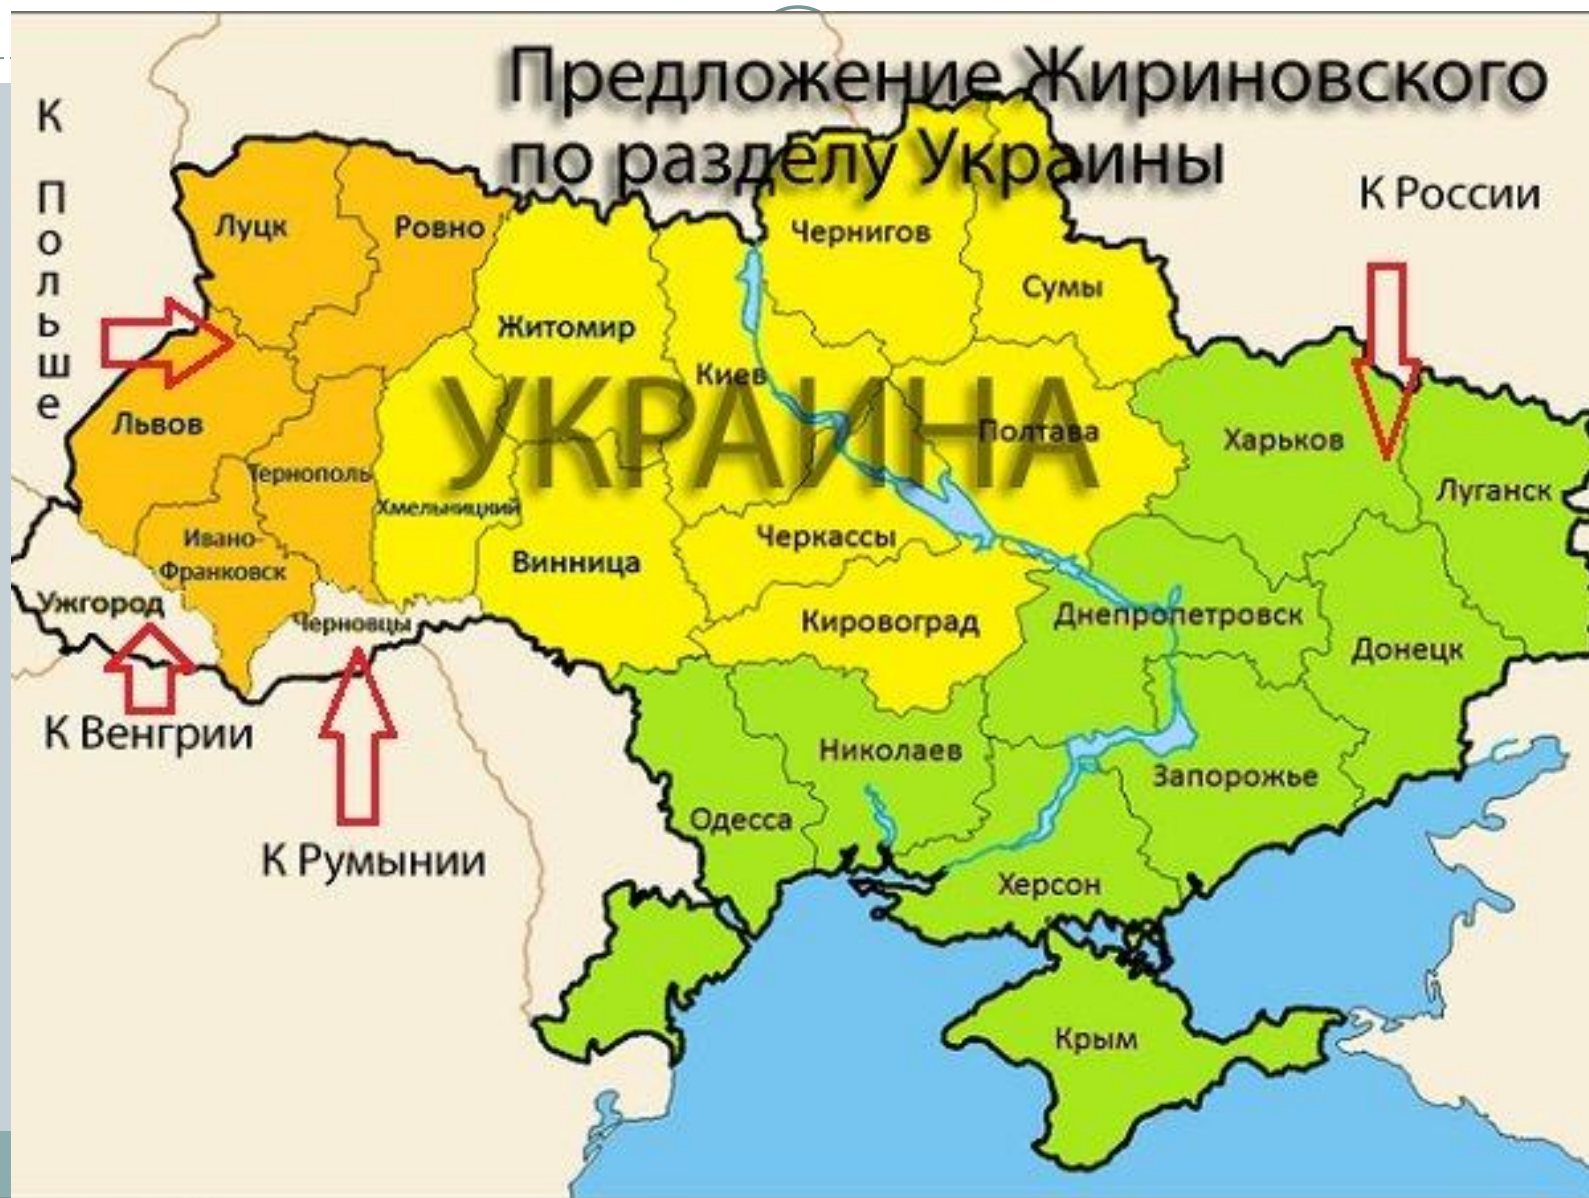 Предложение Жириновского
по разделу Украины
К Польше
К России
Луцк
Ровно
Чернигов
Сумы
Житомир
Киев
УКРАИНА
Львов
Тернополь
Полтава
Харьков
Луганск
Хмельницкий
Ивано-
Франковск
Винница
Черкассы
Ужгород
Черновцы
Кировоград
Днепропетровск
Донецк
К Венгрии
Николаев
Запорожье
Одесса
К Румынии
Херсон
Крым